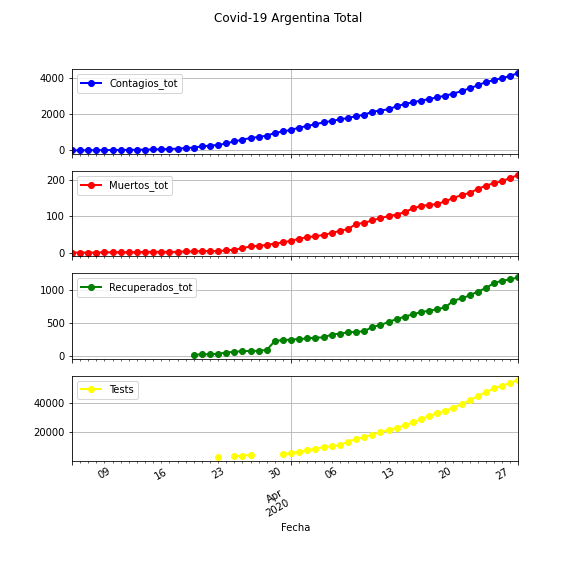 Covid-19 Argentina Total
Contagios_tot
4000
2000
0
Muertos_tot
200
100
0
Recuperados_tot
1000
500
0
Tests
40000
20000
09 16 23 30 06 13 20 27
Apr
2020
Fecha